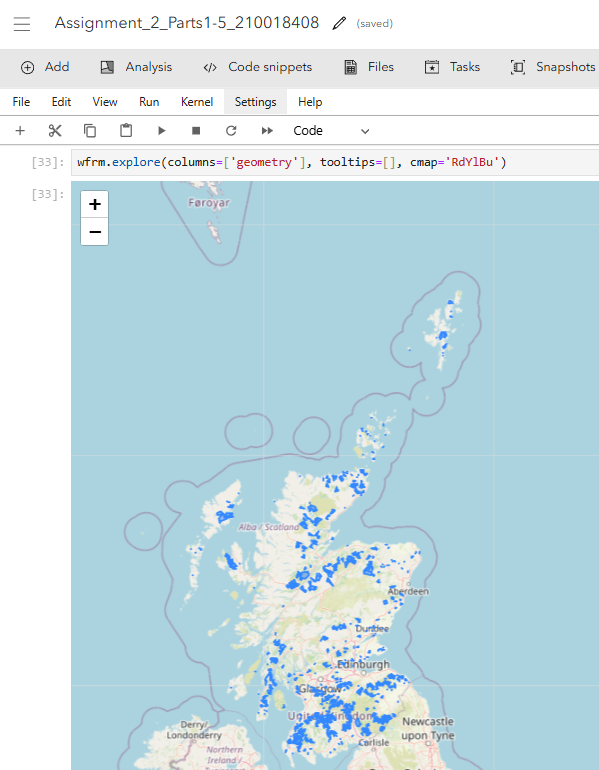 Assignment_2_Parts1-5_210018408 (saved)
Add Analysis Code snippets Files Tasks Snapshots
File Edit View Run Kernel Settings Help
Code
[33]: wfrm.explore(columns=['geometry'], tooltips=[], cmap='RdYlBu')
[33]:
+
−
Føroyar
Alba / Scotland
Aberdeen
Dundee
Edinburgh
Glasgow
United Kingdom
Newcastle
upon Tyne
Derry/
Londonderry
Carlisle
Northern
Ireland /